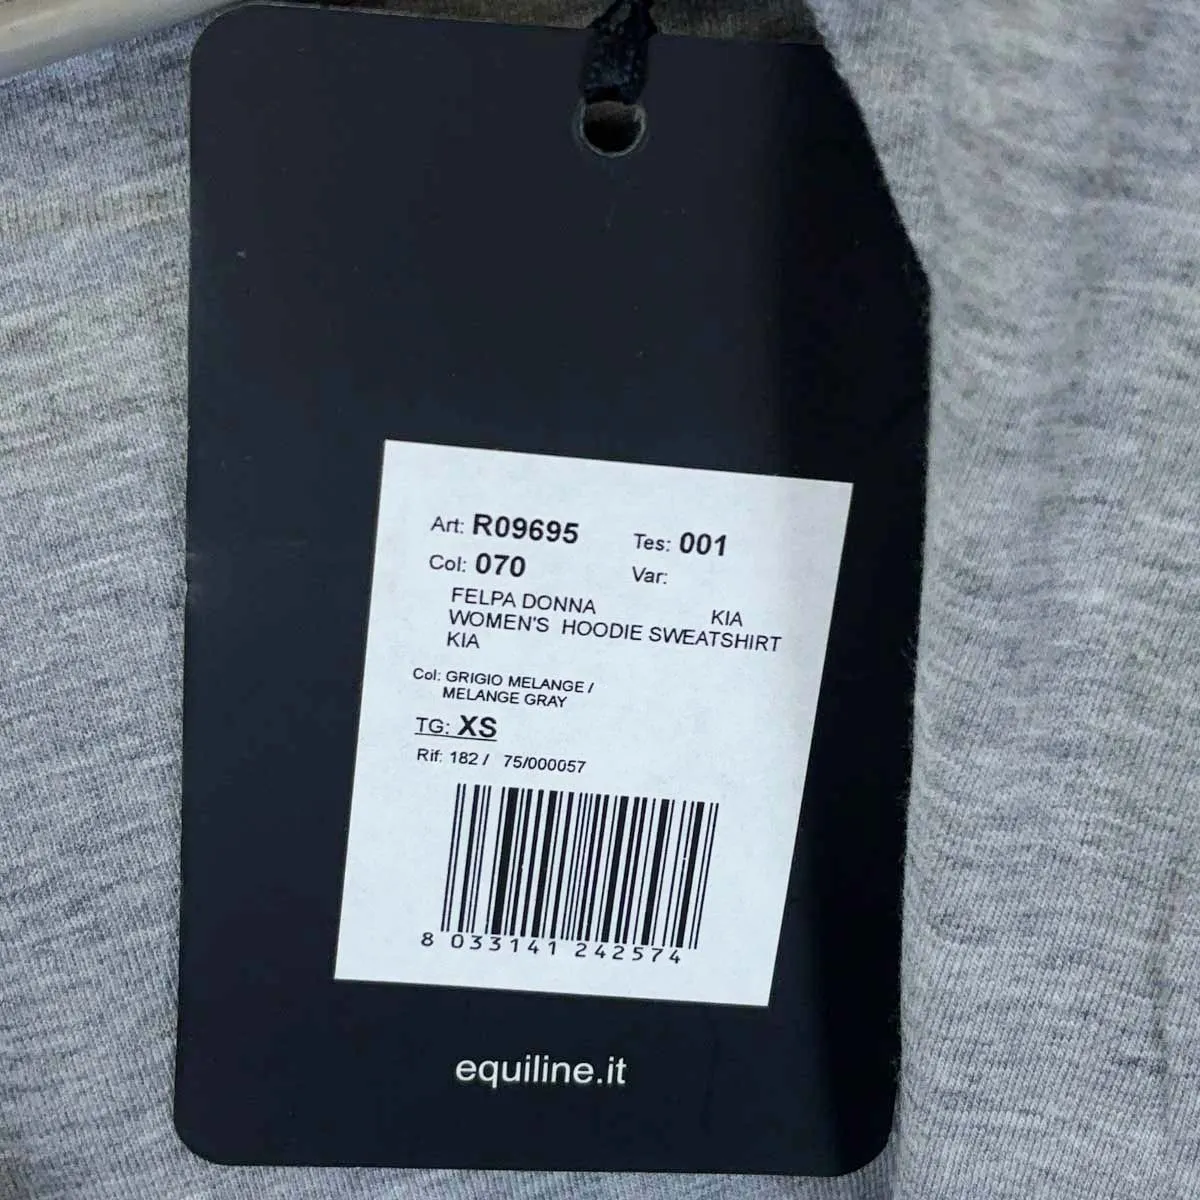 Art: R09695 Tes: 001
Col: 070 Var:
FELPA DONNA KIA
WOMEN'S HOODIE SWEATSHIRT
KIA
Col: GRIGIO MELANGE /
MELANGE GRAY
TG: XS
Rif: 182 / 75/000057
8 033141 242574
equiline.it